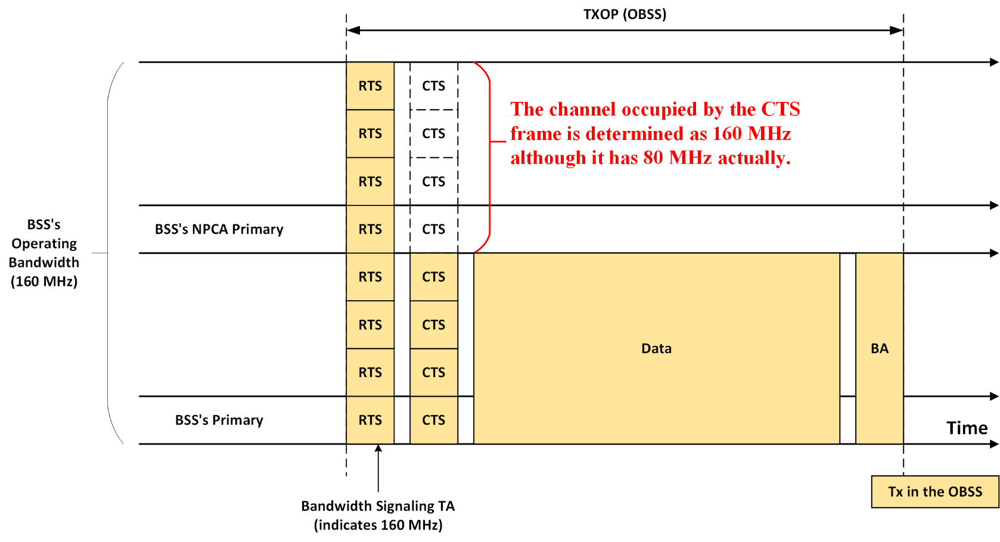 TXOP (OBSS)
RTS
CTS
RTS
CTS
The channel occupied by the CTS
frame is determined as 160 MHz
although it has 80 MHz actually.
RTS
CTS
BSS's NPCA Primary
RTS
CTS
BSS's
Operating
Bandwidth
(160 MHz)
RTS
CTS
RTS
CTS
Data
BA
RTS
CTS
BSS's Primary
RTS
CTS
Time
Bandwidth Signaling TA
(indicates 160 MHz)
Tx in the OBSS